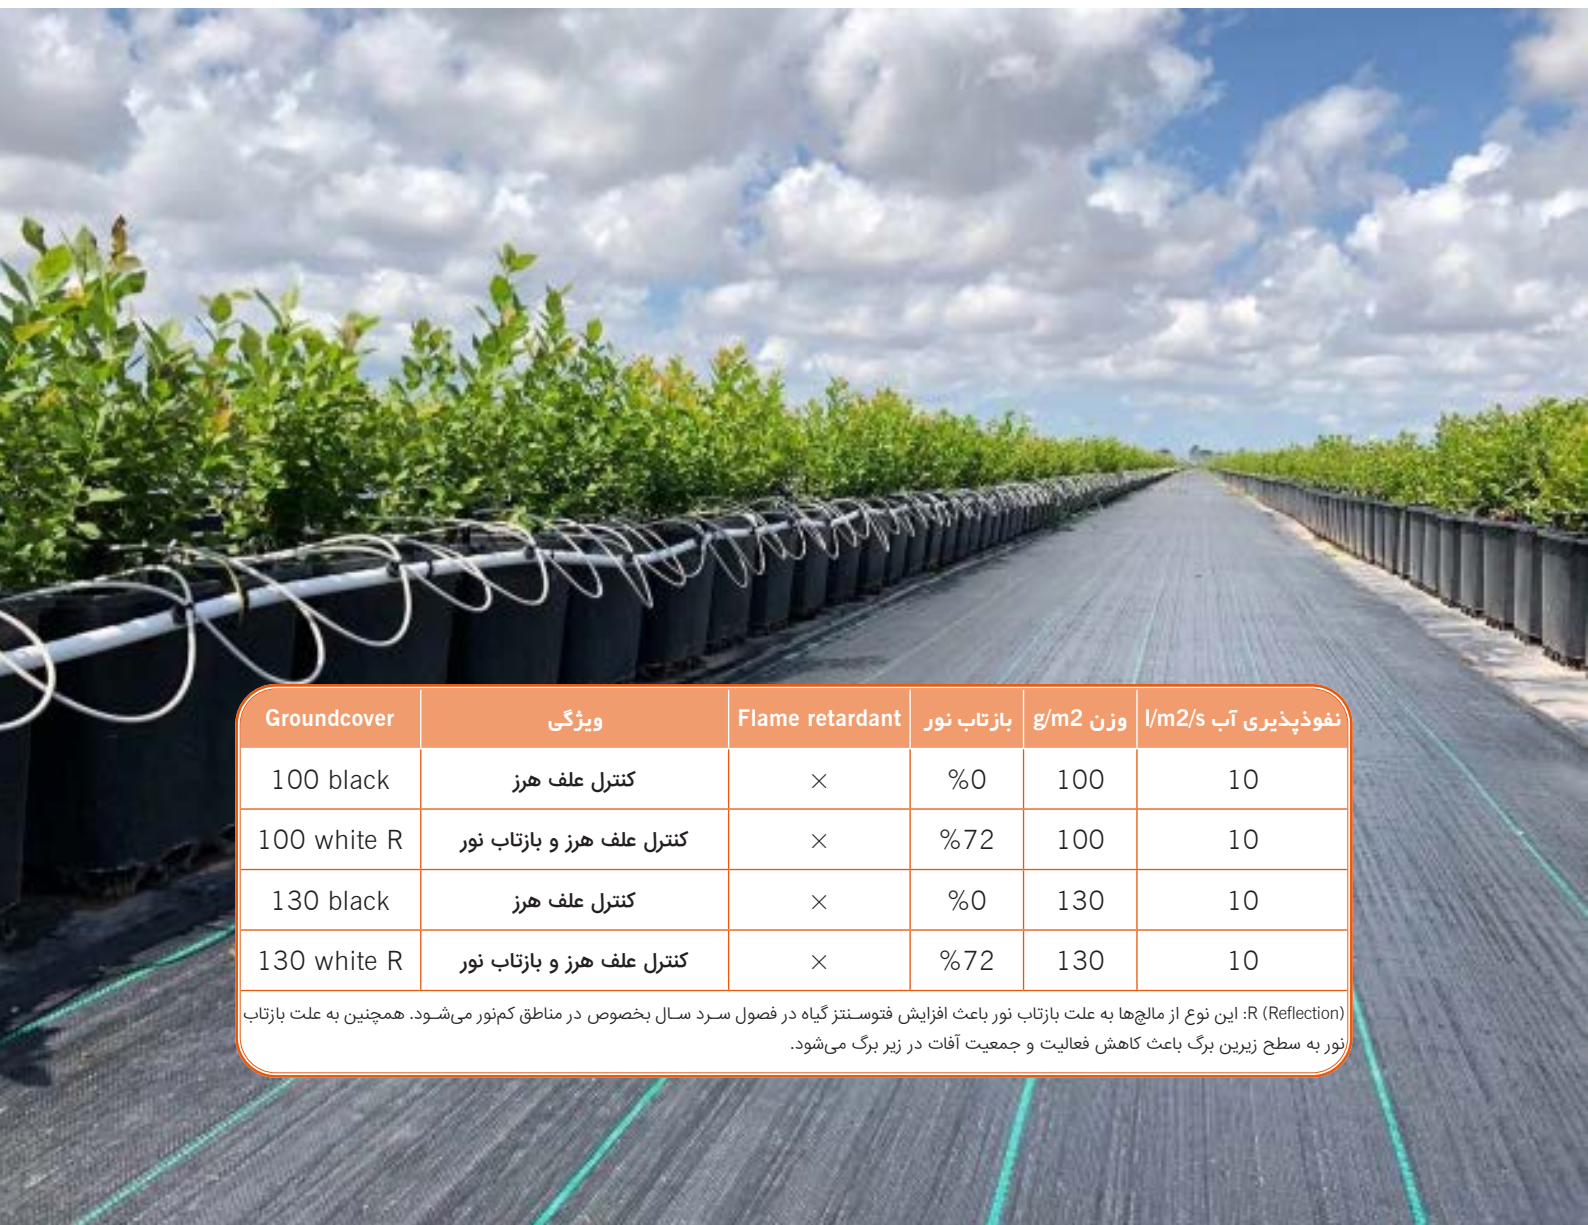 Groundcover ویژگی Flame retardant بازتاب نور وزن g/m2 نفوذپذیری آب l/m2/s
100 black کنترل علف هرز × %0 100 10
100 white R کنترل علف هرز و بازتاب نور × %72 100 10
130 black کنترل علف هرز × %0 130 10
130 white R کنترل علف هرز و بازتاب نور × %72 130 10
R (Reflection): این نوع از مالچ‌ها به علت بازتاب نور باعث افزایش فتوسنتز گیاه در فصول سرد سال بخصوص در مناطق کم‌نور می‌شود. همچنین به علت بازتاب
نور به سطح زیرین برگ باعث کاهش فعالیت و جمعیت آفات در زیر برگ می‌شود.